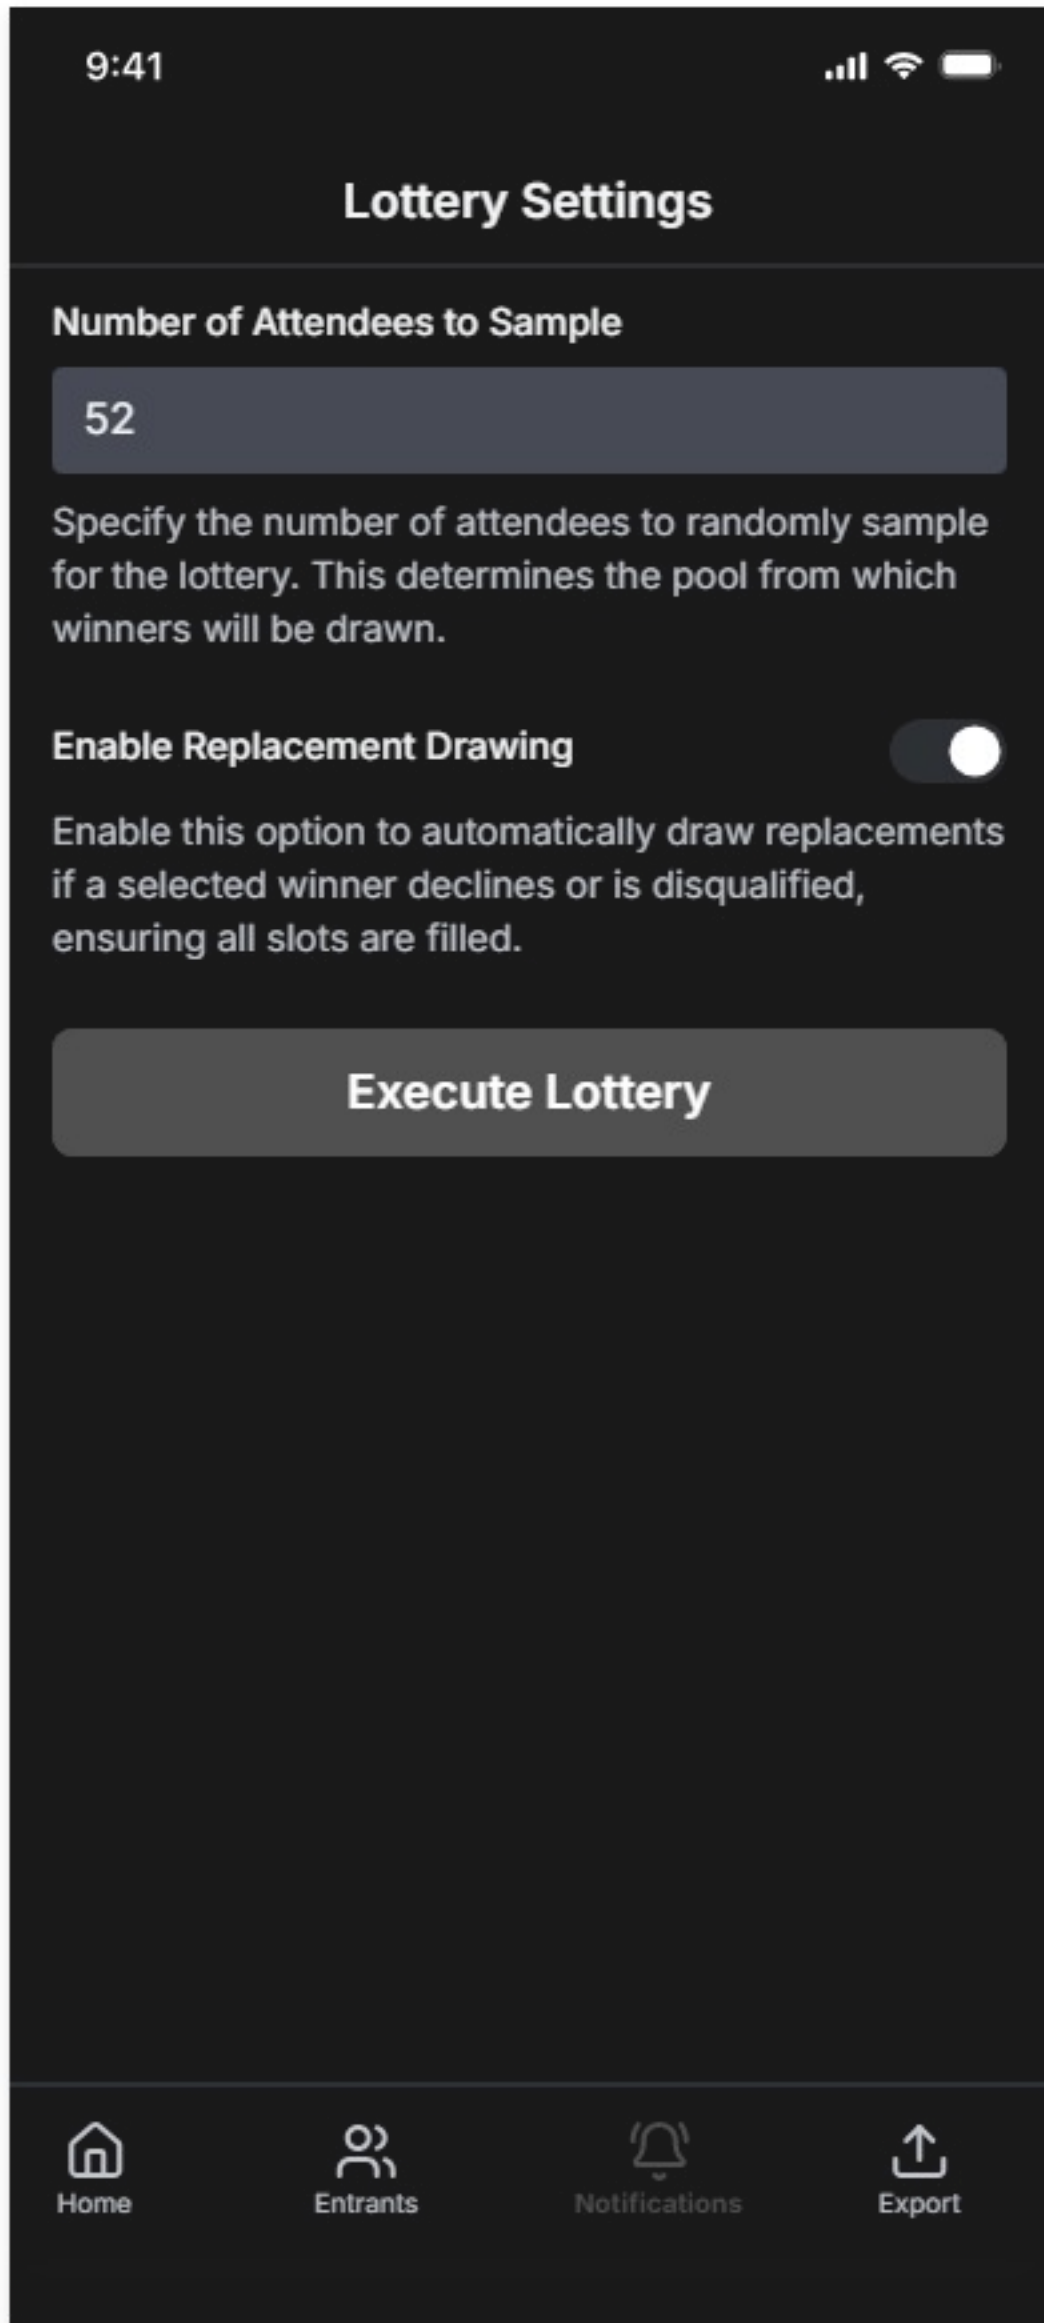 9:41
Lottery Settings
Number of Attendees to Sample
52
Specify the number of attendees to randomly sample
for the lottery. This determines the pool from which
winners will be drawn.
Enable Replacement Drawing
Enable this option to automatically draw replacements
if a selected winner declines or is disqualified,
ensuring all slots are filled.
Execute Lottery
Home
Entrants
Notifications
Export